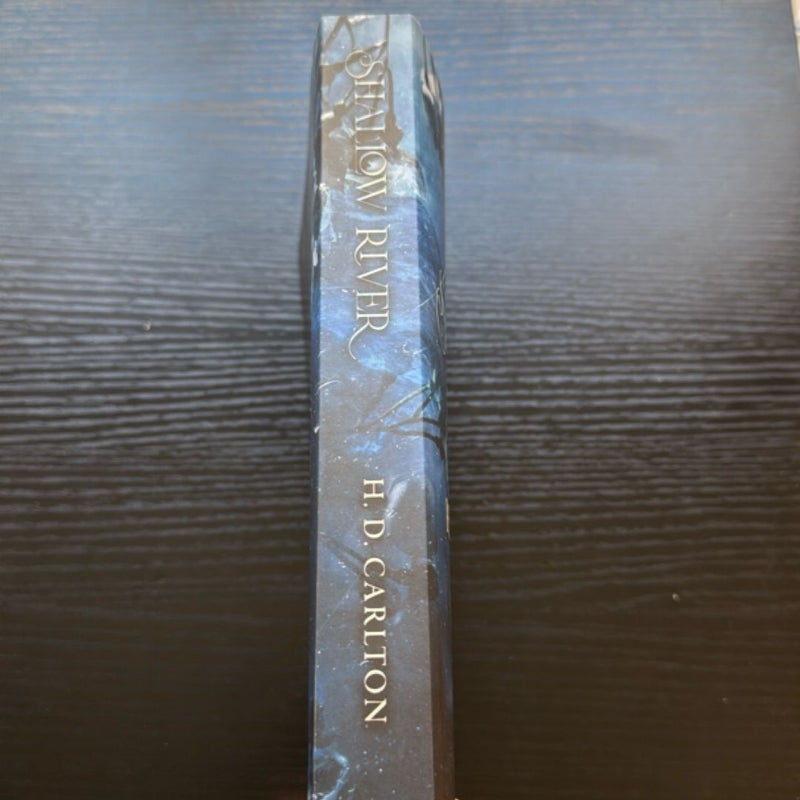 SHALLOW RIVER
H. D. CARLTON